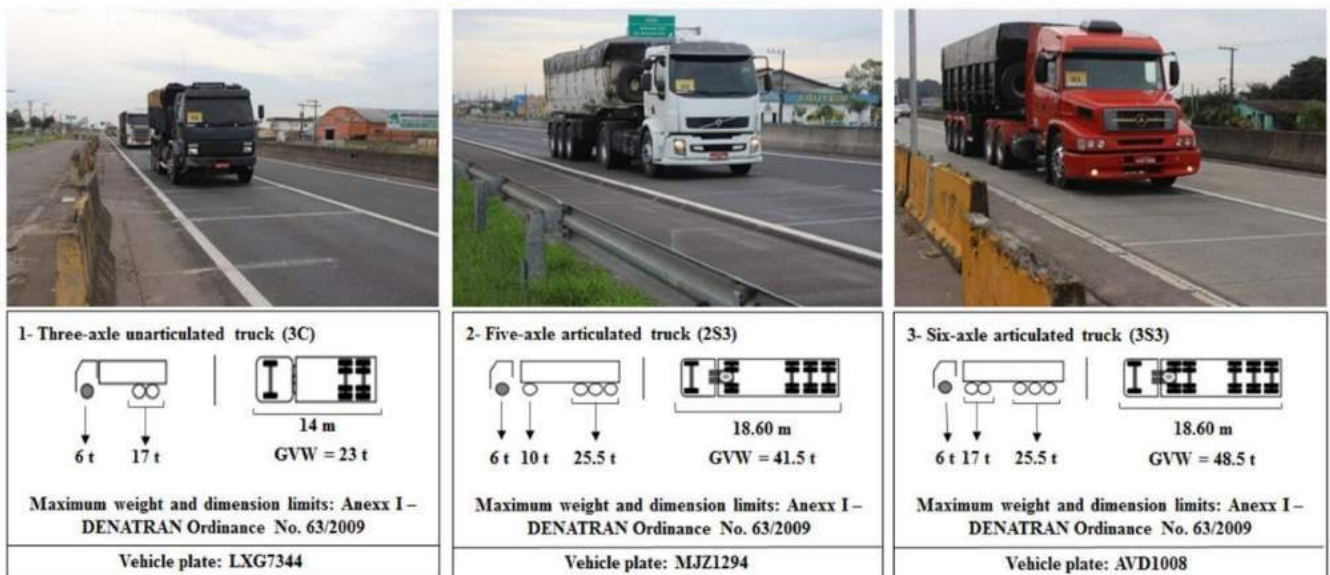 1- Three-axle unarticulated truck (3C)
14 m
6 t 17 t GVW = 23 t
Maximum weight and dimension limits: Anexx I –
DENATRAN Ordinance No. 63/2009
Vehicle plate: LXG7344
2- Five-axle articulated truck (2S3)
18.60 m
6 t 10 t 25.5 t GVW = 41.5 t
Maximum weight and dimension limits: Anexx I –
DENATRAN Ordinance No. 63/2009
Vehicle plate: MJZ1294
3- Six-axle articulated truck (3S3)
18.60 m
6 t 17 t 25.5 t GVW = 48.5 t
Maximum weight and dimension limits: Anexx I –
DENATRAN Ordinance No. 63/2009
Vehicle plate: AVD1008